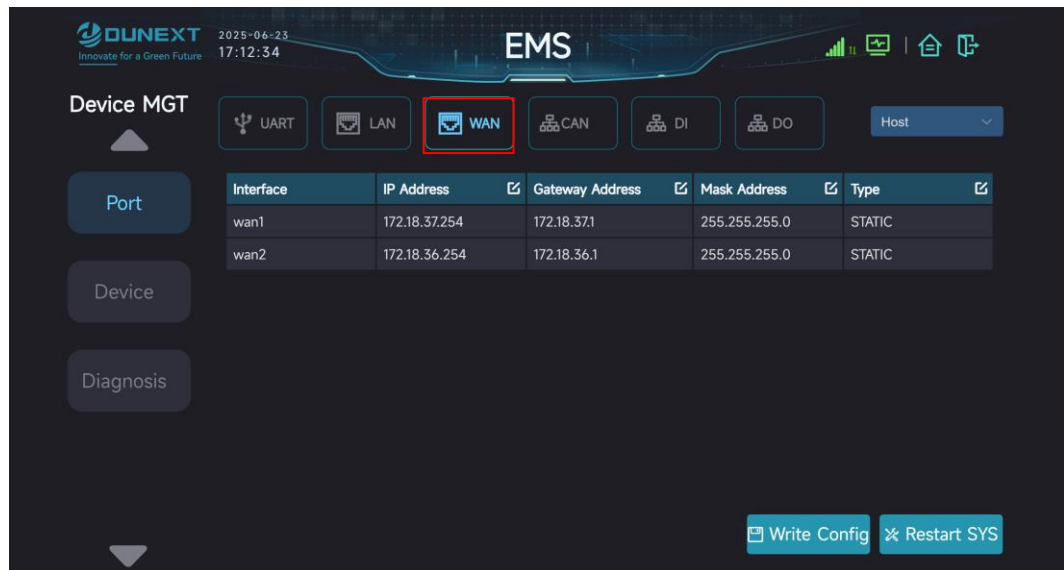 DUNEXT
Innovate for a Green Future
2025-06-23
17:12:34
EMS
Device MGT
UART
LAN
WAN
CAN
DI
DO
Host
Port
Device
Diagnosis
Interface IP Address Gateway Address Mask Address Type
wan1 172.18.37.254 172.18.37.1 255.255.255.0 STATIC
wan2 172.18.36.254 172.18.36.1 255.255.255.0 STATIC
Write Config
Restart SYS